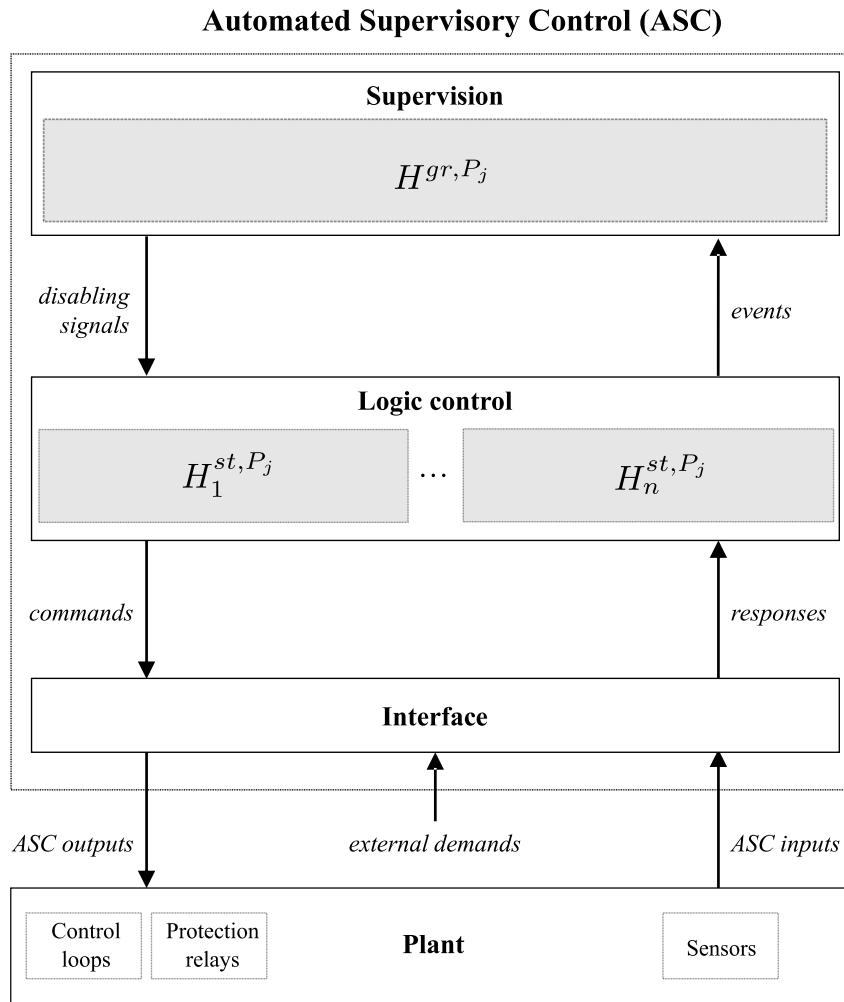 Automated Supervisory Control (ASC)
Supervision
$H^{gr,P_j}$
disabling
signals
events
Logic control
$H_1^{st,P_j}$ ... $H_n^{st,P_j}$
commands
responses
Interface
ASC outputs
external demands
ASC inputs
Control
loops
Protection
relays
Plant
Sensors